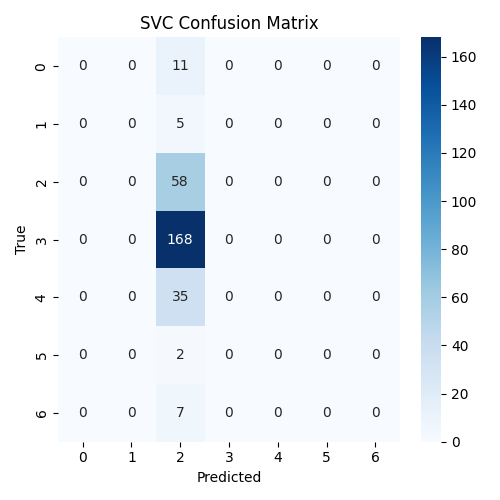 SVC Confusion Matrix
0 0 0 11 0 0 0 0
1 0 0 5 0 0 0 0
2 0 0 58 0 0 0 0
3 0 0 168 0 0 0 0
4 0 0 35 0 0 0 0
5 0 0 2 0 0 0 0
6 0 0 7 0 0 0 0
0 1 2 3 4 5 6
True
Predicted
160
140
120
100
80
60
40
20
0